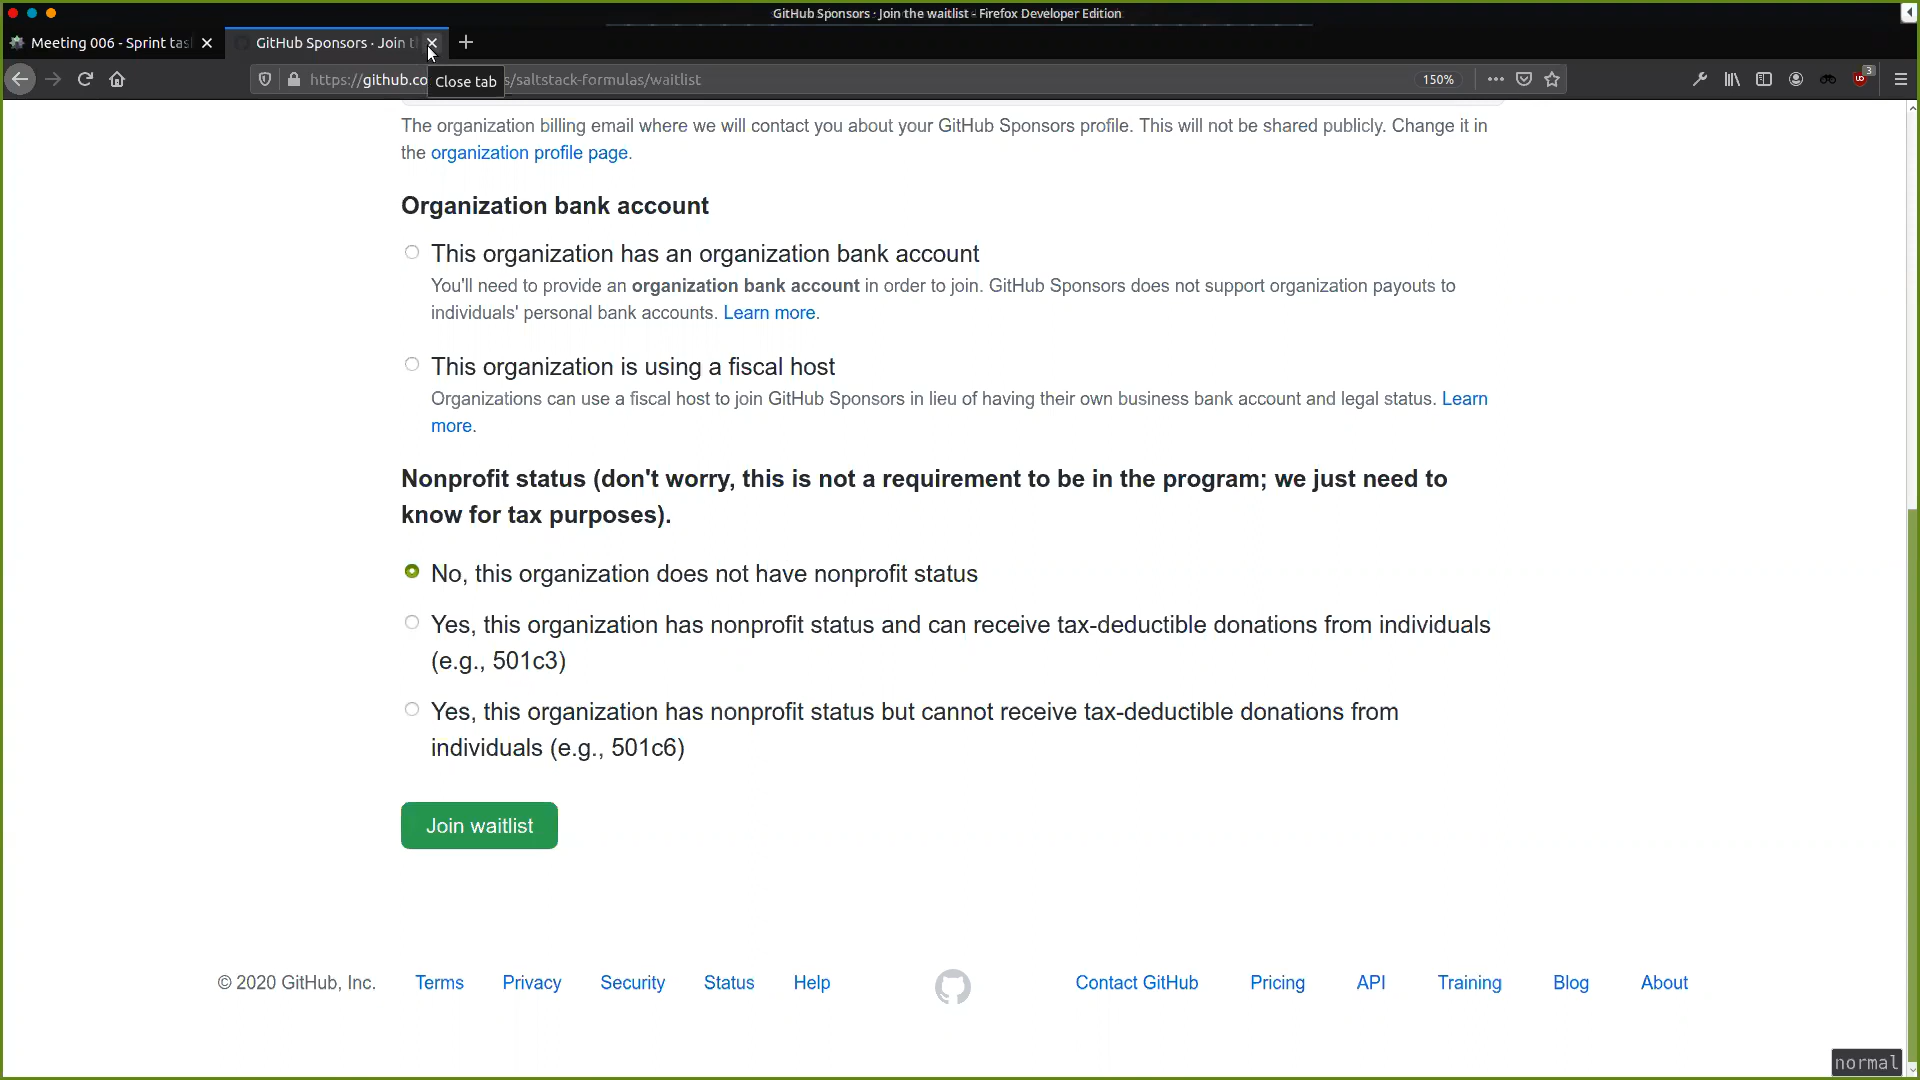 GitHub Sponsors · Join the waitlist - Firefox Developer Edition
Meeting 006 - Sprint tas
GitHub Sponsors · Join t
https://github.co
s/saltstack-formulas/waitlist
150%
3
Close tab
The organization billing email where we will contact you about your GitHub Sponsors profile. This will not be shared publicly. Change it in
the organization profile page.
Organization bank account
This organization has an organization bank account
You'll need to provide an organization bank account in order to join. GitHub Sponsors does not support organization payouts to
individuals' personal bank accounts. Learn more.
This organization is using a fiscal host
Organizations can use a fiscal host to join GitHub Sponsors in lieu of having their own business bank account and legal status. Learn
more.
Nonprofit status (don't worry, this is not a requirement to be in the program; we just need to
know for tax purposes).
No, this organization does not have nonprofit status
Yes, this organization has nonprofit status and can receive tax-deductible donations from individuals
(e.g., 501c3)
Yes, this organization has nonprofit status but cannot receive tax-deductible donations from
individuals (e.g., 501c6)
Join waitlist
© 2020 GitHub, Inc. Terms Privacy Security Status Help Contact GitHub Pricing API Training Blog About
normal